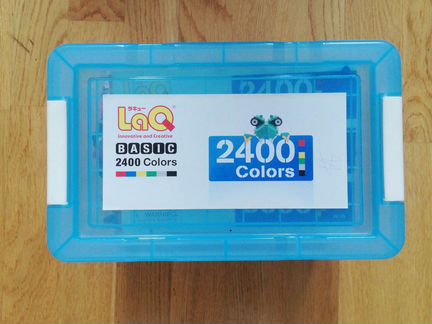 ラキュー
LaQ
Innovative and Creative
BASIC
2400 Colors
2400
Colors